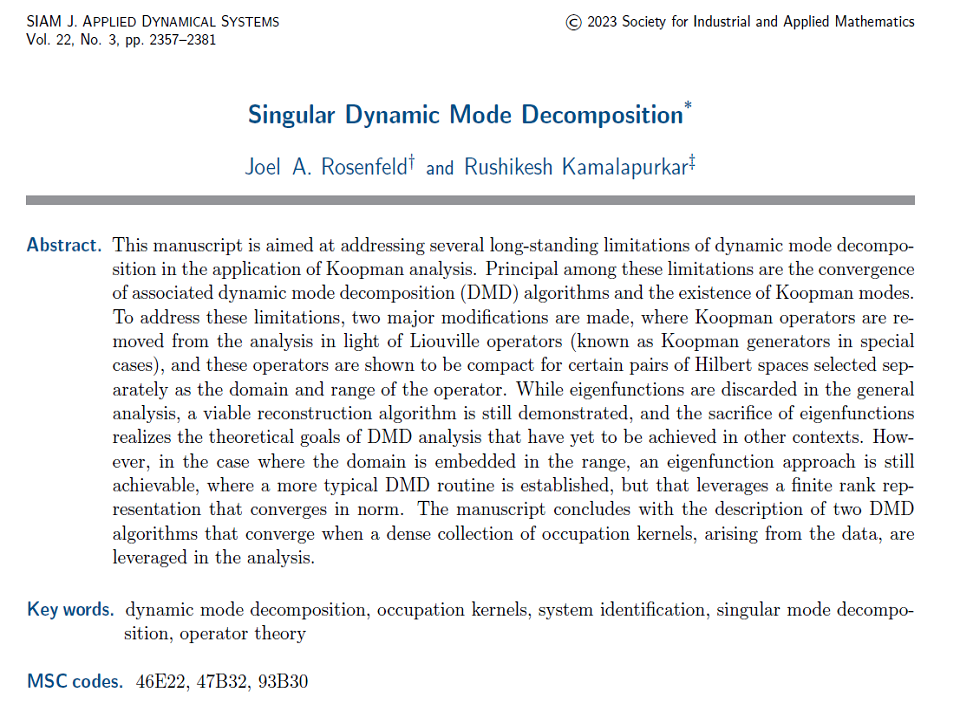 SIAM J. APPLIED DYNAMICAL SYSTEMS
Vol. 22, No. 3, pp. 2357–2381
© 2023 Society for Industrial and Applied Mathematics
Singular Dynamic Mode Decomposition*
Joel A. Rosenfeld† and Rushikesh Kamalapurkar‡
Abstract. This manuscript is aimed at addressing several long-standing limitations of dynamic mode decompo-
sition in the application of Koopman analysis. Principal among these limitations are the convergence
of associated dynamic mode decomposition (DMD) algorithms and the existence of Koopman modes.
To address these limitations, two major modifications are made, where Koopman operators are re-
moved from the analysis in light of Liouville operators (known as Koopman generators in special
cases), and these operators are shown to be compact for certain pairs of Hilbert spaces selected sep-
arately as the domain and range of the operator. While eigenfunctions are discarded in the general
analysis, a viable reconstruction algorithm is still demonstrated, and the sacrifice of eigenfunctions
realizes the theoretical goals of DMD analysis that have yet to be achieved in other contexts. How-
ever, in the case where the domain is embedded in the range, an eigenfunction approach is still
achievable, where a more typical DMD routine is established, but that leverages a finite rank rep-
resentation that converges in norm. The manuscript concludes with the description of two DMD
algorithms that converge when a dense collection of occupation kernels, arising from the data, are
leveraged in the analysis.
Key words. dynamic mode decomposition, occupation kernels, system identification, singular mode decompo-
sition, operator theory
MSC codes. 46E22, 47B32, 93B30